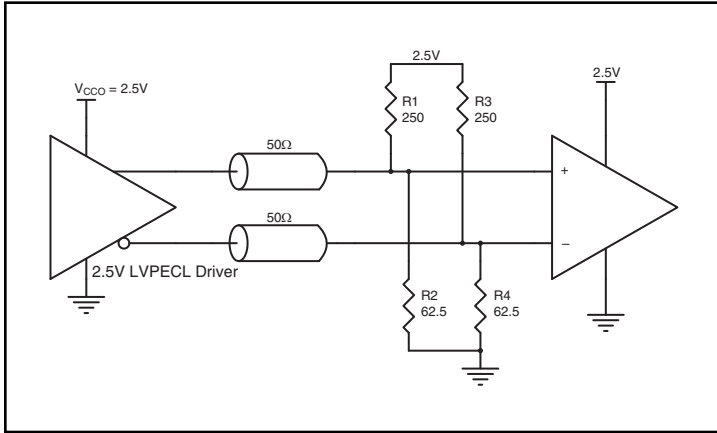 2.5V
VCCO = 2.5V
2.5V
R1
250
R3
250
50Ω
+
50Ω
−
2.5V LVPECL Driver
R2
62.5
R4
62.5